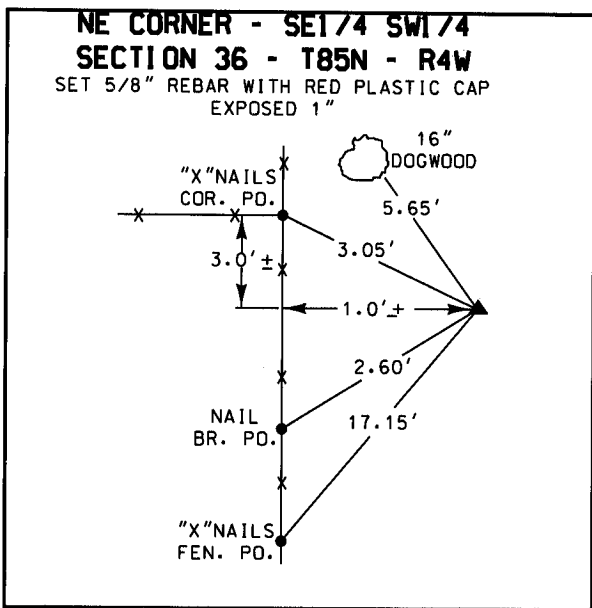 NE CORNER - SE1/4 SW1/4
SECTION 36 - T85N - R4W
SET 5/8" REBAR WITH RED PLASTIC CAP
EXPOSED 1"
16"
DOGWOOD
"X"NAILS
COR. PO.
5.65'
3.05'
3.0'±
1.0'±
2.60'
NAIL
BR. PO.
17.15'
"X"NAILS
FEN. PO.